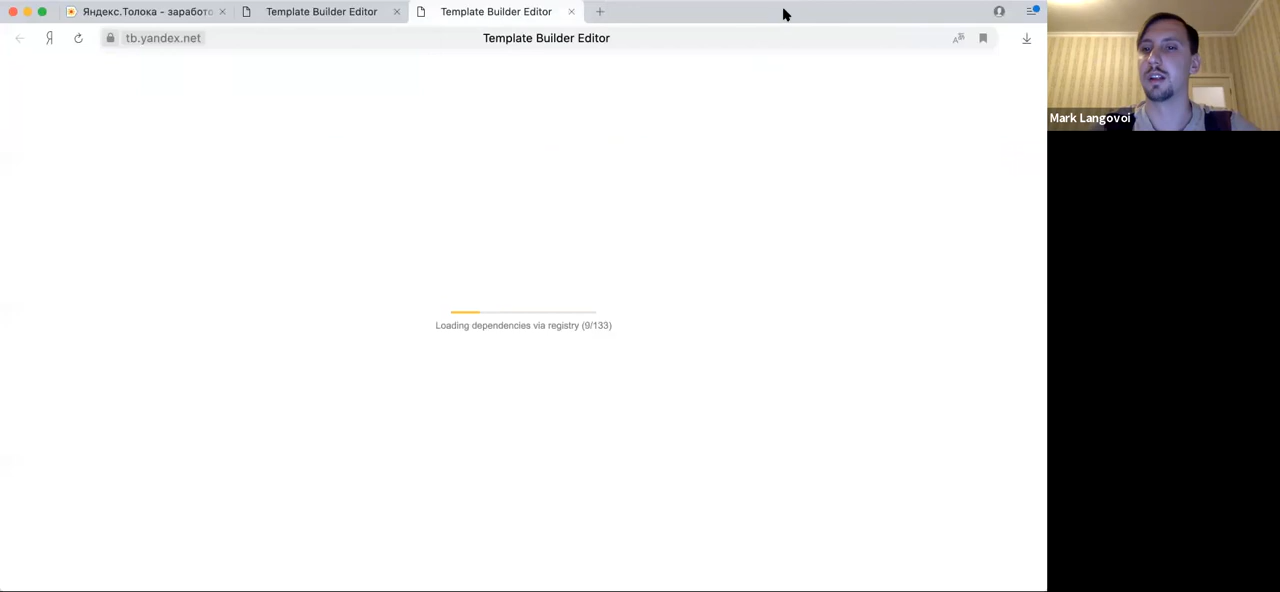 Яндекс.Толока - заработо
Template Builder Editor
Template Builder Editor
Я
tb.yandex.net
Template Builder Editor
Mark Langovoi
Loading dependencies via registry (9/133)